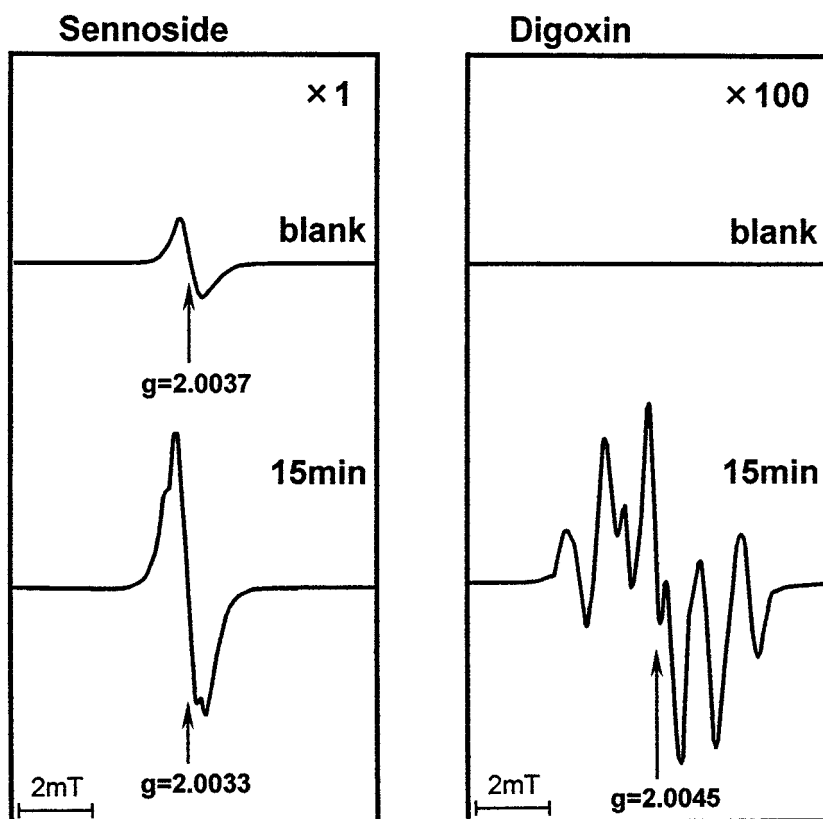 Sennoside
× 1
blank
g=2.0037
15min
g=2.0033
2mT
Digoxin
× 100
blank
15min
g=2.0045
2mT